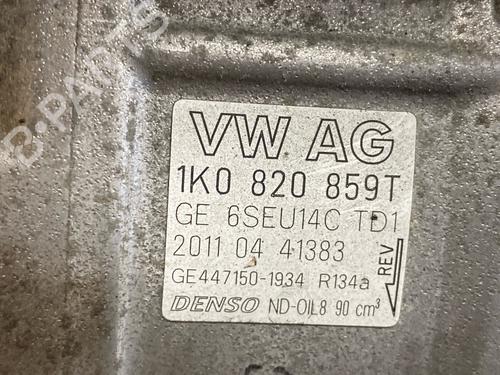 B-PARTS
VW AG
1K0 820 859T
GE 6SEU14C TD1
2011 04 41383
REV
GE447150-1934 R134a
DENSO ND-OIL8 90 cm³